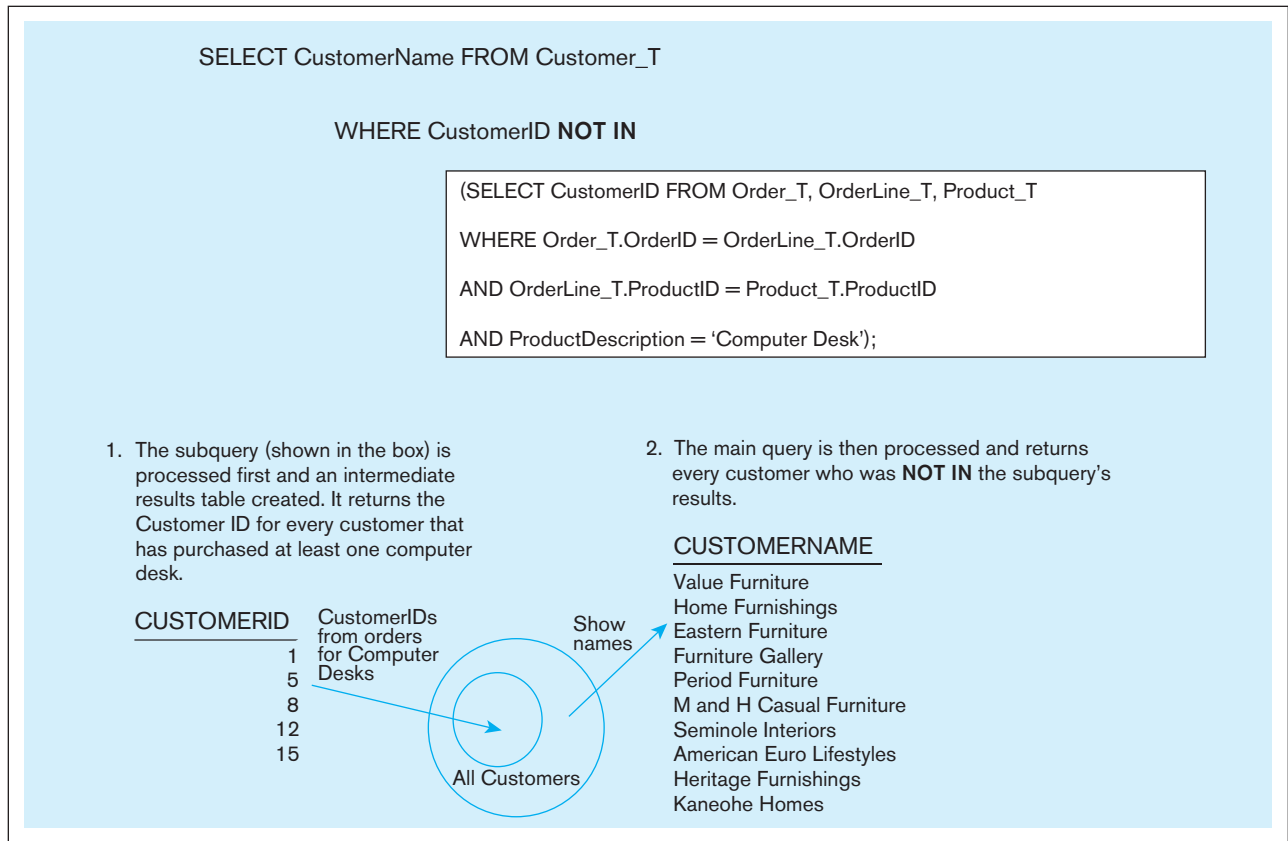 SELECT CustomerName FROM Customer_T
WHERE CustomerID NOT IN
(SELECT CustomerID FROM Order_T, OrderLine_T, Product_T
WHERE Order_T.OrderID = OrderLine_T.OrderID
AND OrderLine_T.ProductID = Product_T.ProductID
AND ProductDescription = ‘Computer Desk’);
1. The subquery (shown in the box) is
processed first and an intermediate
results table created. It returns the
Customer ID for every customer that
has purchased at least one computer
desk.
CUSTOMERID
1
5
8
12
15
CustomerIDs
from orders
for Computer
Desks
All Customers
Show
names
2. The main query is then processed and returns
every customer who was NOT IN the subquery’s
results.
CUSTOMERNAME
Value Furniture
Home Furnishings
Eastern Furniture
Furniture Gallery
Period Furniture
M and H Casual Furniture
Seminole Interiors
American Euro Lifestyles
Heritage Furnishings
Kaneohe Homes